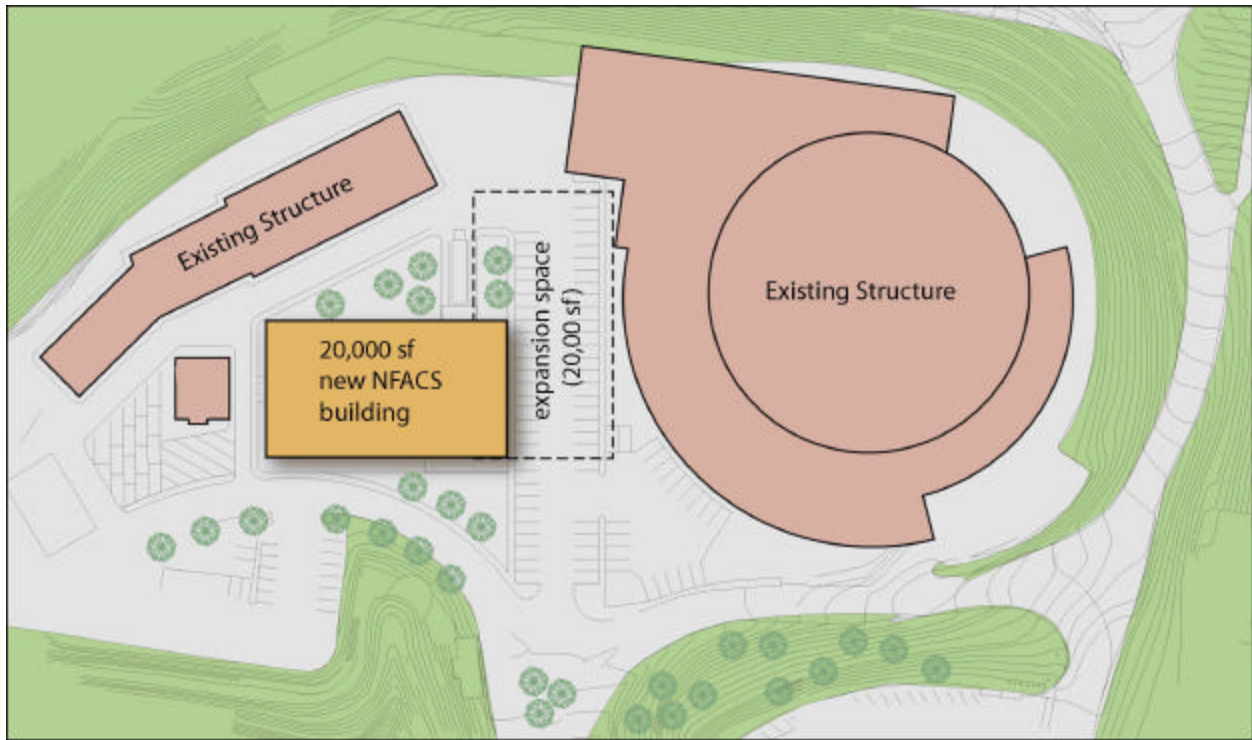 Existing Structure
20,000 sf
new NFACS
building
expansion space
(20,00 sf)
Existing Structure